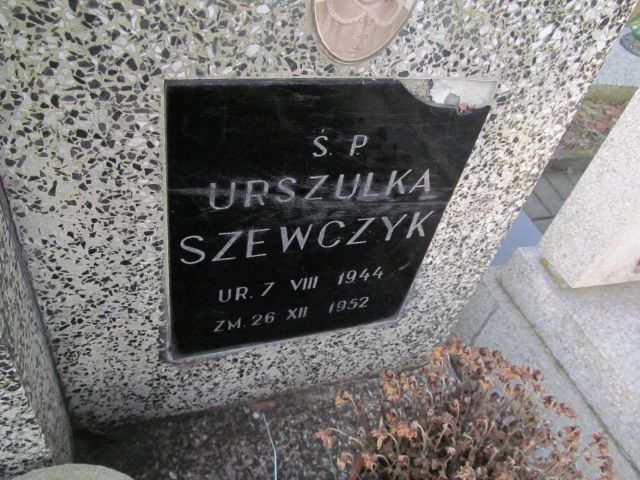 Ś. P.
URSZULKA
SZEWCZYK
UR. 7 VIII 1944
ZM. 26 XII 1952